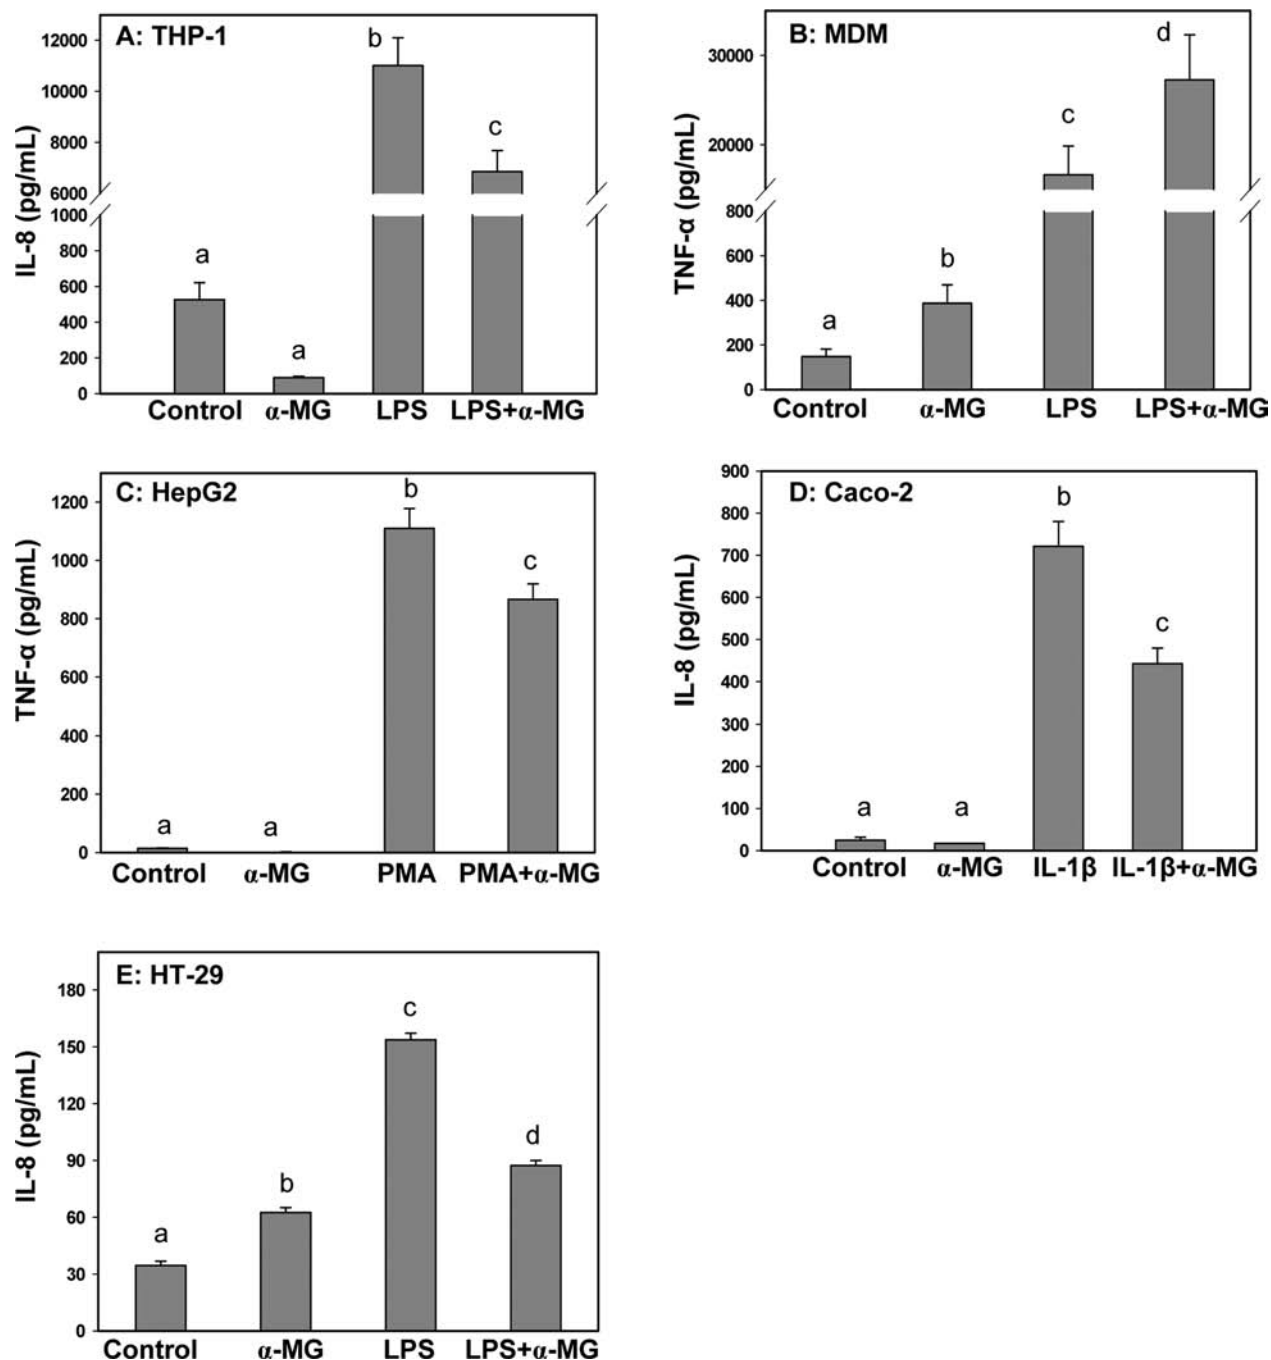 A: THP-1
IL-8 (pg/mL)
12000
10000
8000
6000
1000
800
600
400
200
0
a
a
b
c
Control α-MG LPS LPS+α-MG
B: MDM
TNF-α (pg/mL)
30000
20000
800
600
400
200
0
a
b
c
d
Control α-MG LPS LPS+α-MG
C: HepG2
TNF-α (pg/mL)
1200
1000
800
600
400
200
0
a
a
b
c
Control α-MG PMA PMA+α-MG
D: Caco-2
IL-8 (pg/mL)
900
800
700
600
500
400
300
200
100
0
a
a
b
c
Control α-MG IL-1β IL-1β+α-MG
E: HT-29
IL-8 (pg/mL)
180
150
120
90
60
30
0
a
b
c
d
Control α-MG LPS LPS+α-MG